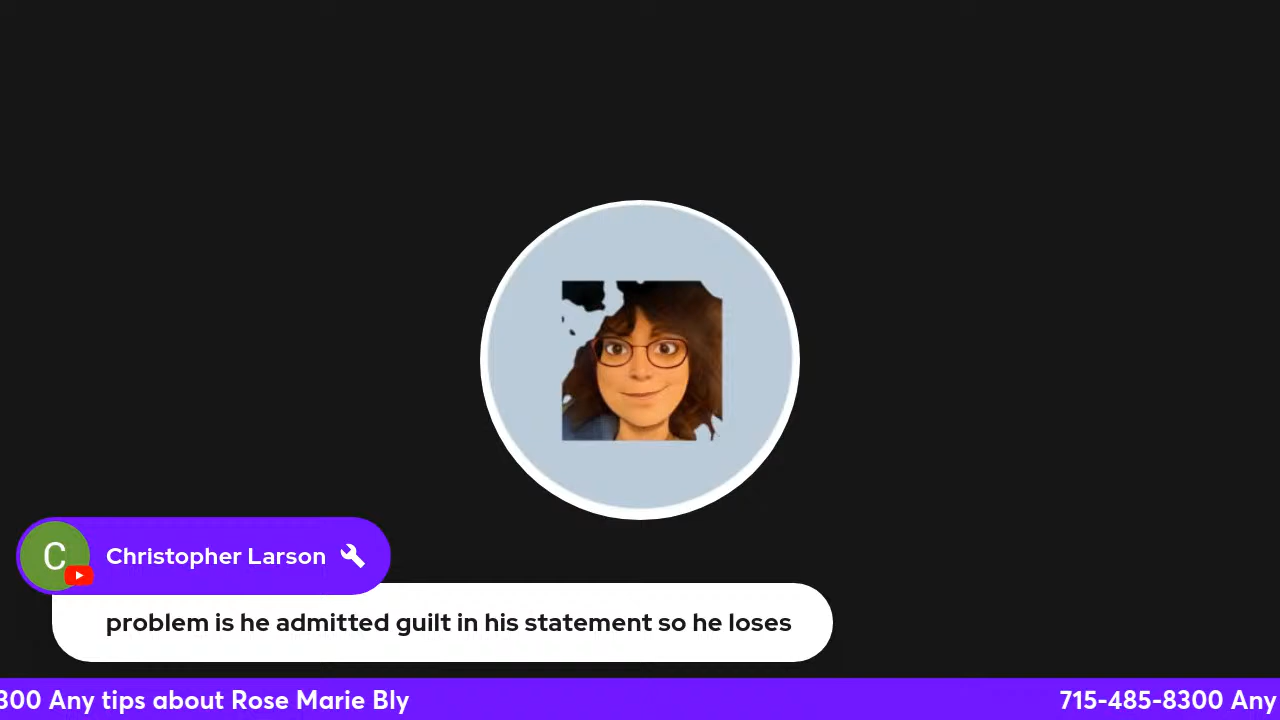 C
Christopher Larson
problem is he admitted guilt in his statement so he loses
300 Any tips about Rose Marie Bly 715-485-8300 Any